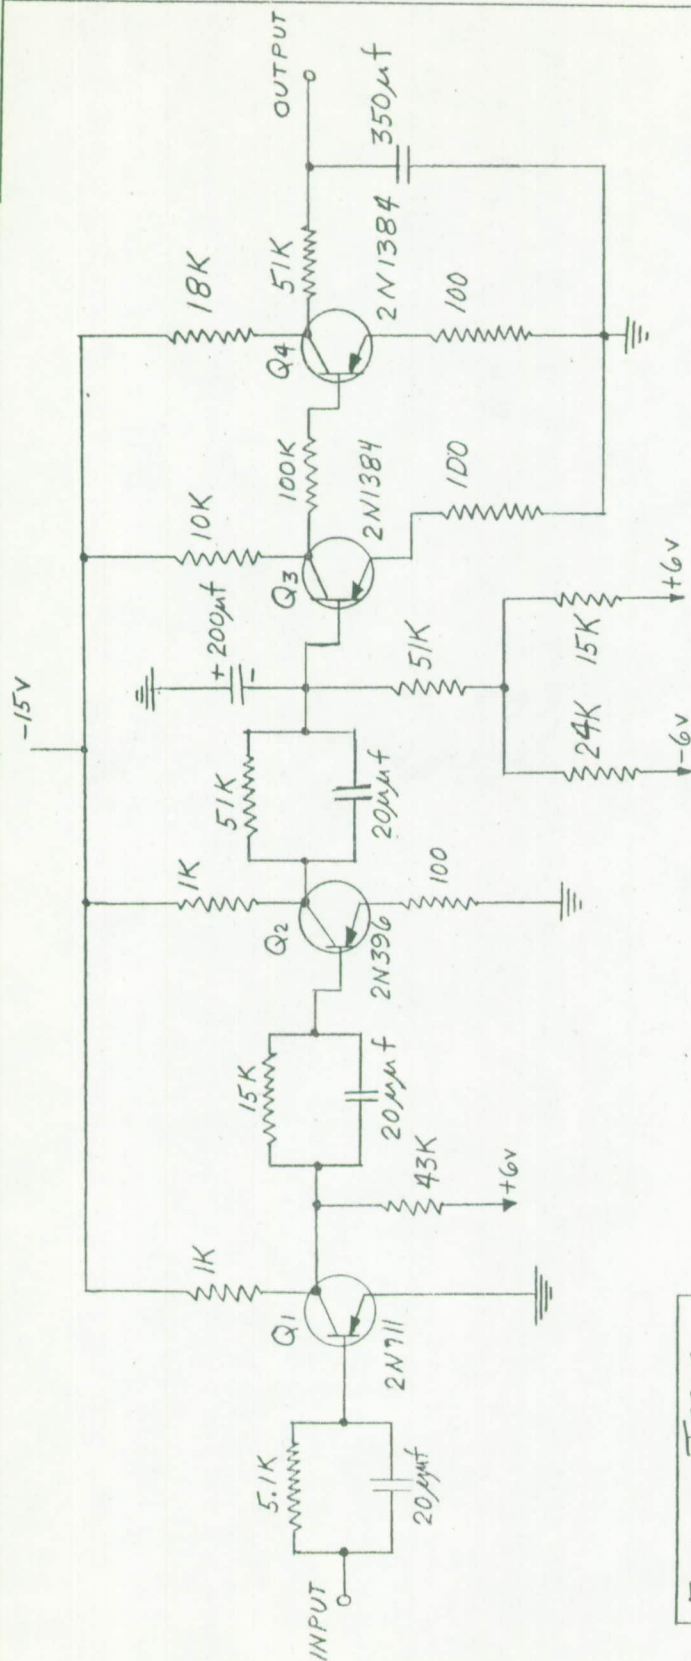 -15V
1K
1K
10K
18K
INPUT
5.1K
20μμf
Q1
2N711
43K
+6V
15K
20μμf
Q2
2N396
100
51K
20μμf
+200μf
-
51K
24K
15K
-6V
+6V
Q3
2N1384
100
100K
Q4
2N1384
100
51K
350μf
OUTPUT